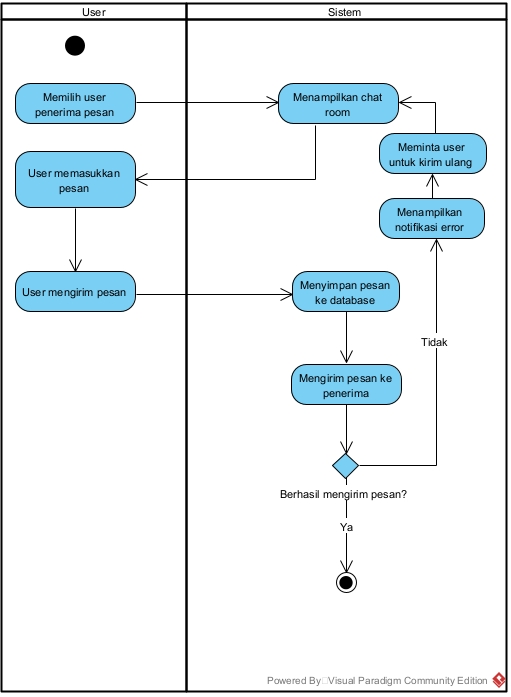 User
Sistem
Memilih user
penerima pesan
Menampilkan chat
room
Meminta user
untuk kirim ulang
User memasukkan
pesan
Menampilkan
notifikasi error
User mengirim pesan
Menyimpan pesan
ke database
Tidak
Mengirim pesan ke
penerima
Berhasil mengirim pesan?
Ya
Powered By Visual Paradigm Community Edition